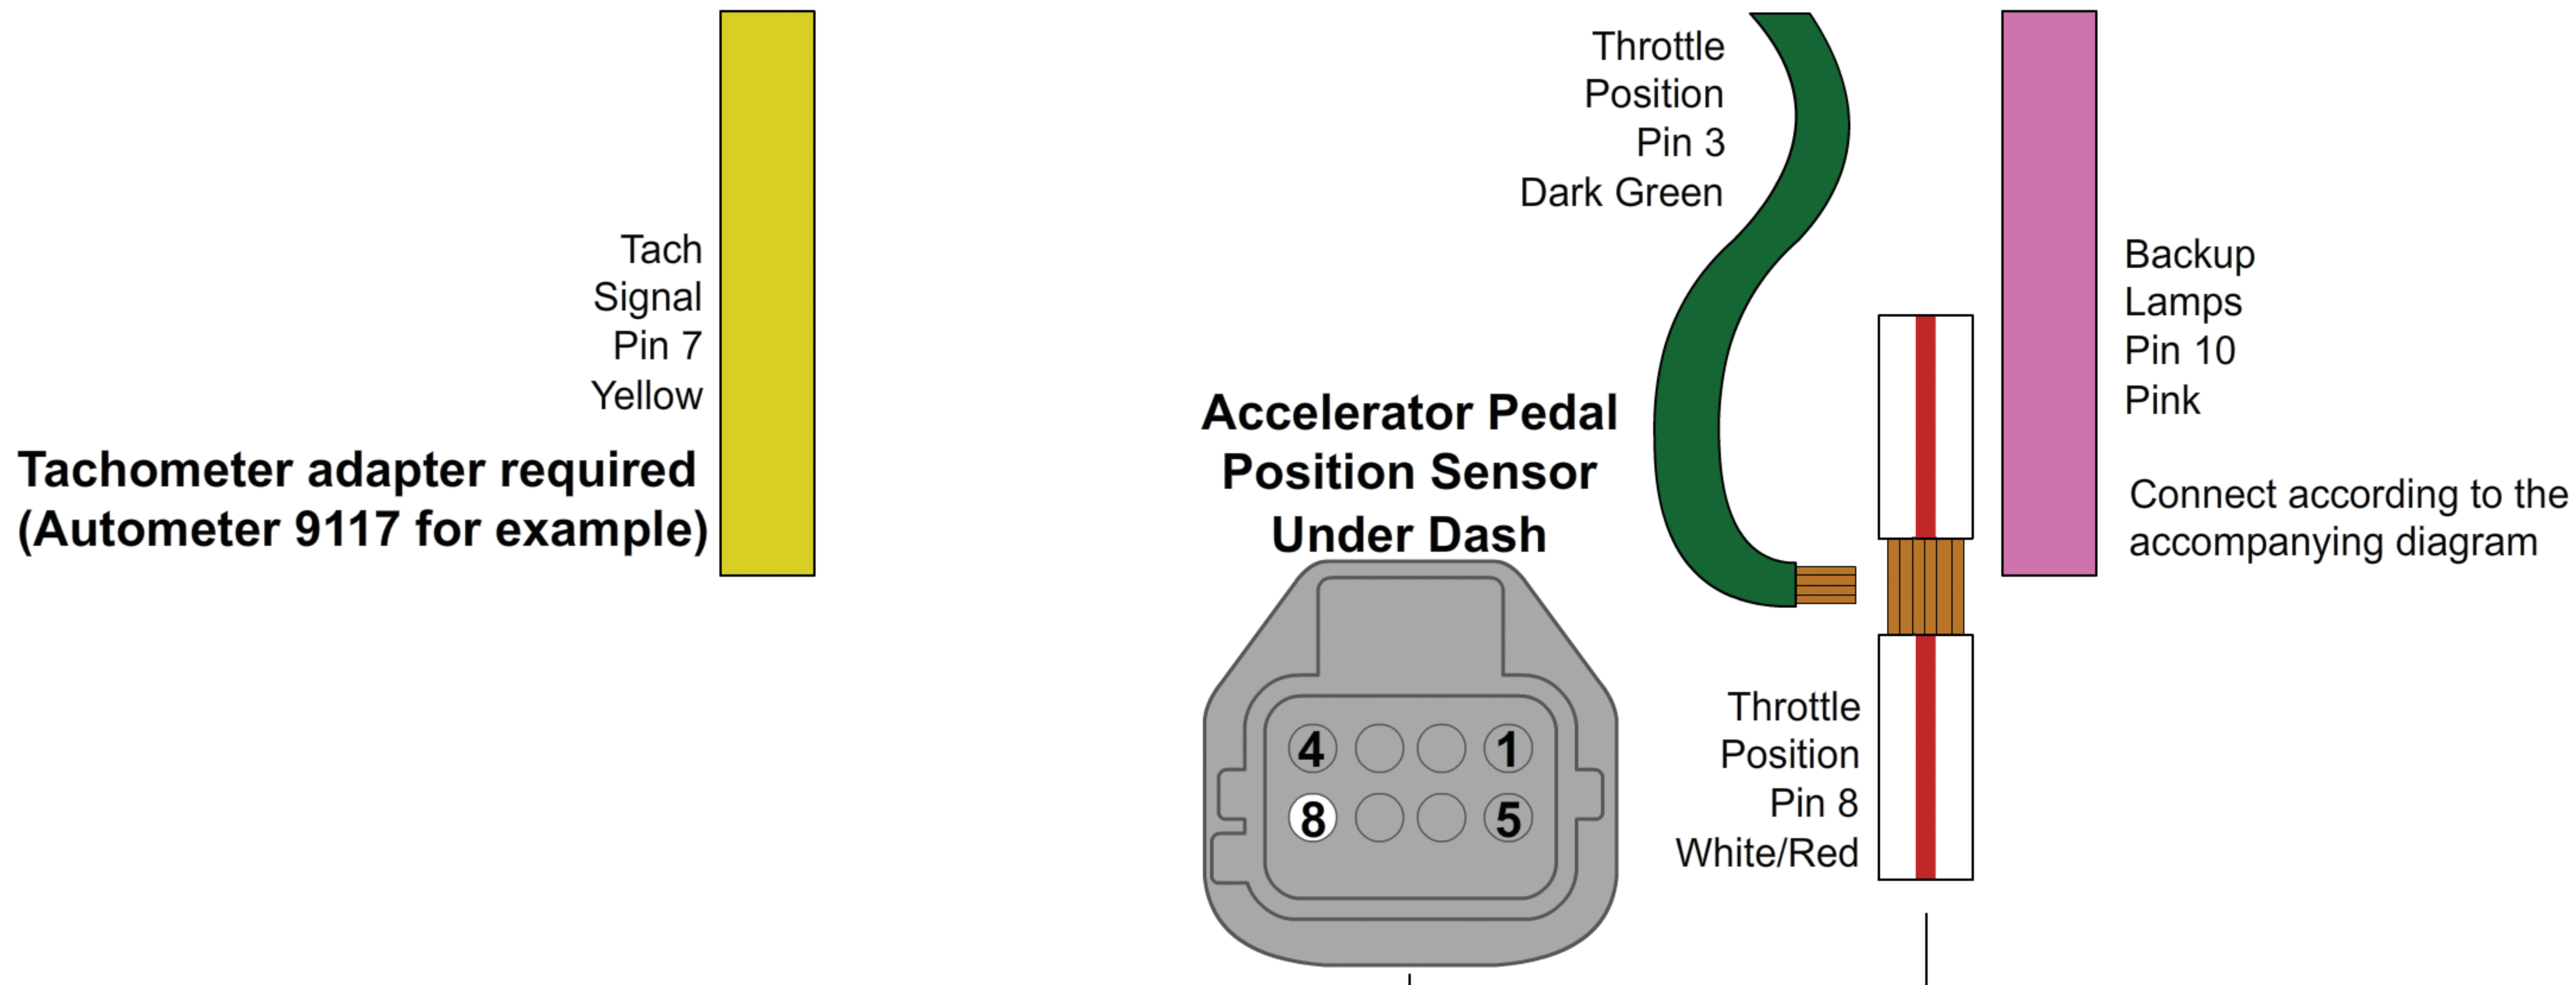 Tach
Signal
Pin 7
Yellow
Tachometer adapter required
(Autometer 9117 for example)
Accelerator Pedal
Position Sensor
Under Dash
4
1
8
5
Throttle
Position
Pin 3
Dark Green
Throttle
Position
Pin 8
White/Red
Backup
Lamps
Pin 10
Pink
Connect according to the
accompanying diagram